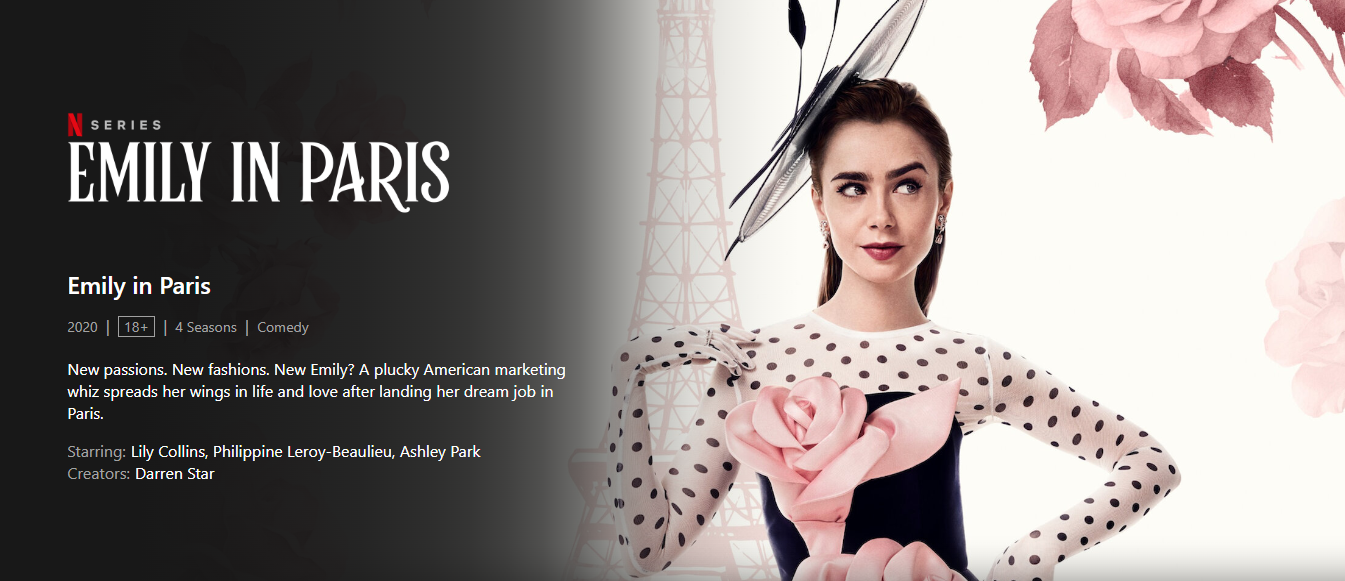 N SERIES
EMILY IN PARIS
Emily in Paris
2020 | 18+ | 4 Seasons | Comedy
New passions. New fashions. New Emily? A plucky American marketing
whiz spreads her wings in life and love after landing her dream job in
Paris.
Starring: Lily Collins, Philippine Leroy-Beaulieu, Ashley Park
Creators: Darren Star